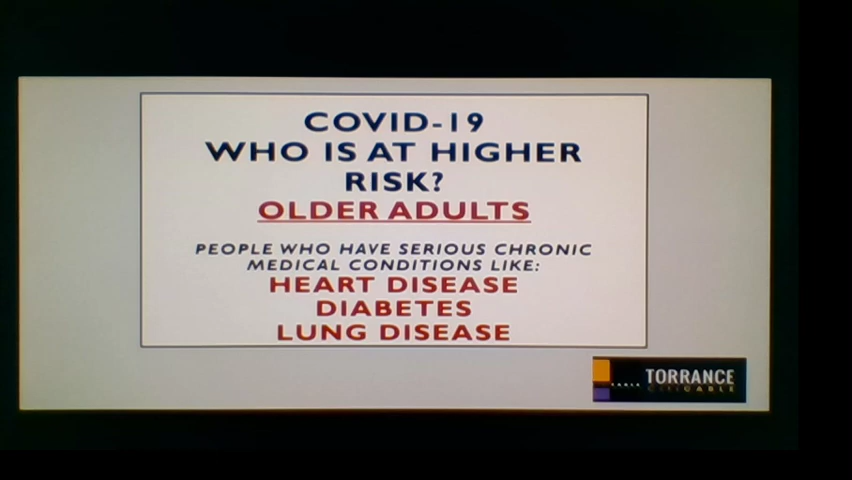 COVID-19
WHO IS AT HIGHER
RISK?
OLDER ADULTS
PEOPLE WHO HAVE SERIOUS CHRONIC
MEDICAL CONDITIONS LIKE:
HEART DISEASE
DIABETES
LUNG DISEASE
TORRANCE